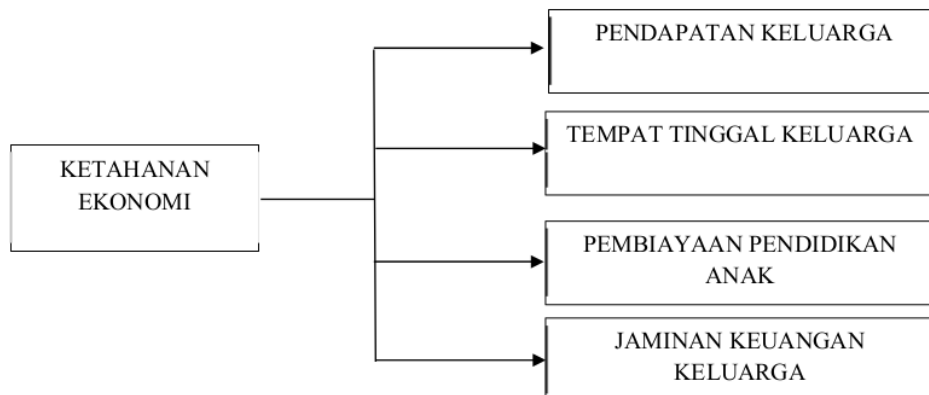 KETAHANAN
EKONOMI
PENDAPATAN KELUARGA
TEMPAT TINGGAL KELUARGA
PEMBIAYAAN PENDIDIKAN
ANAK
JAMINAN KEUANGAN
KELUARGA